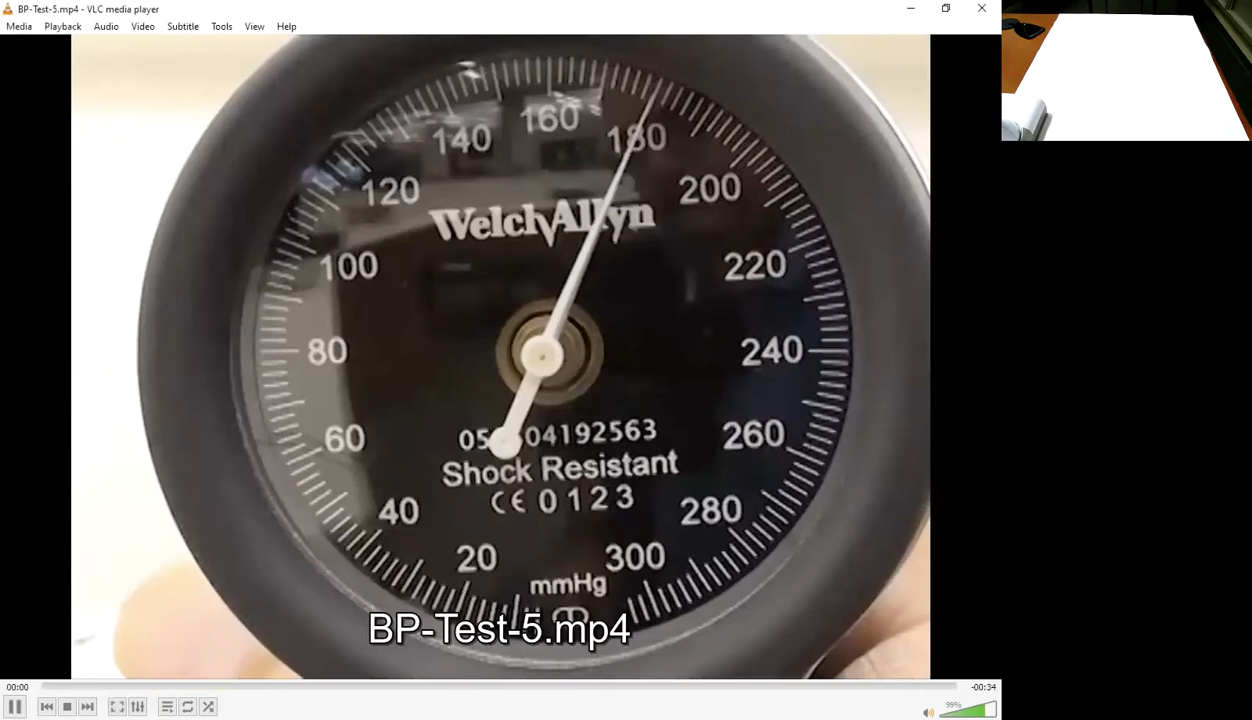 BP-Test-5.mp4 - VLC media player
Media Playback Audio Video Subtitle Tools View Help
160
140 180
120 200
WelchAllyn
100 220
80 240
60 260
Shock Resistant
CE 0123
40 280
20 300
mmHg
BP-Test-5.mp4
00:00 -00:34
99%